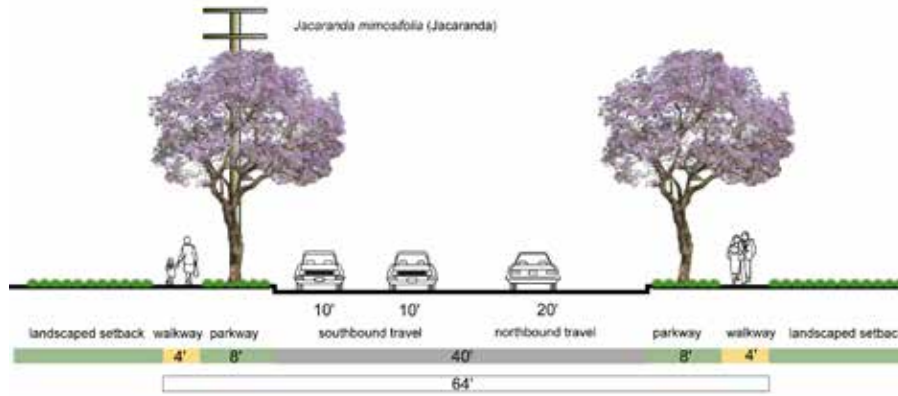 Jacaranda mimosifolia (Jacaranda)
10' 10' 20'
landscaped setback walkway parkway southbound travel northbound travel parkway walkway landscaped setback
4' 8' 40' 8' 4'
64'